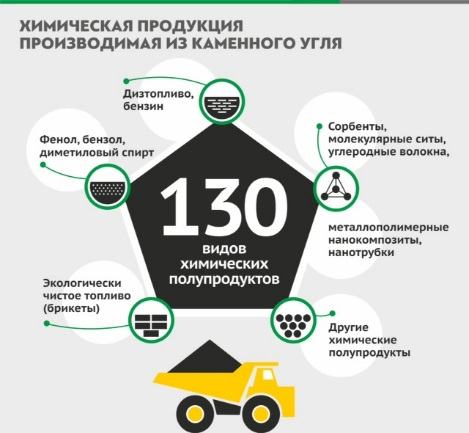 ХИМИЧЕСКАЯ ПРОДУКЦИЯ
ПРОИЗВОДИМАЯ ИЗ КАМЕННОГО УГЛЯ
Дизтопливо,
бензин
Фенол, бензол,
диметиловый спирт
Сорбенты,
молекулярные ситы,
углеродные волокна,
металлополимерные
нанокомпозиты,
нанотрубки
130
видов
химических
полупродуктов
Экологически
чистое топливо
(брикеты)
Другие
химические
полупродукты